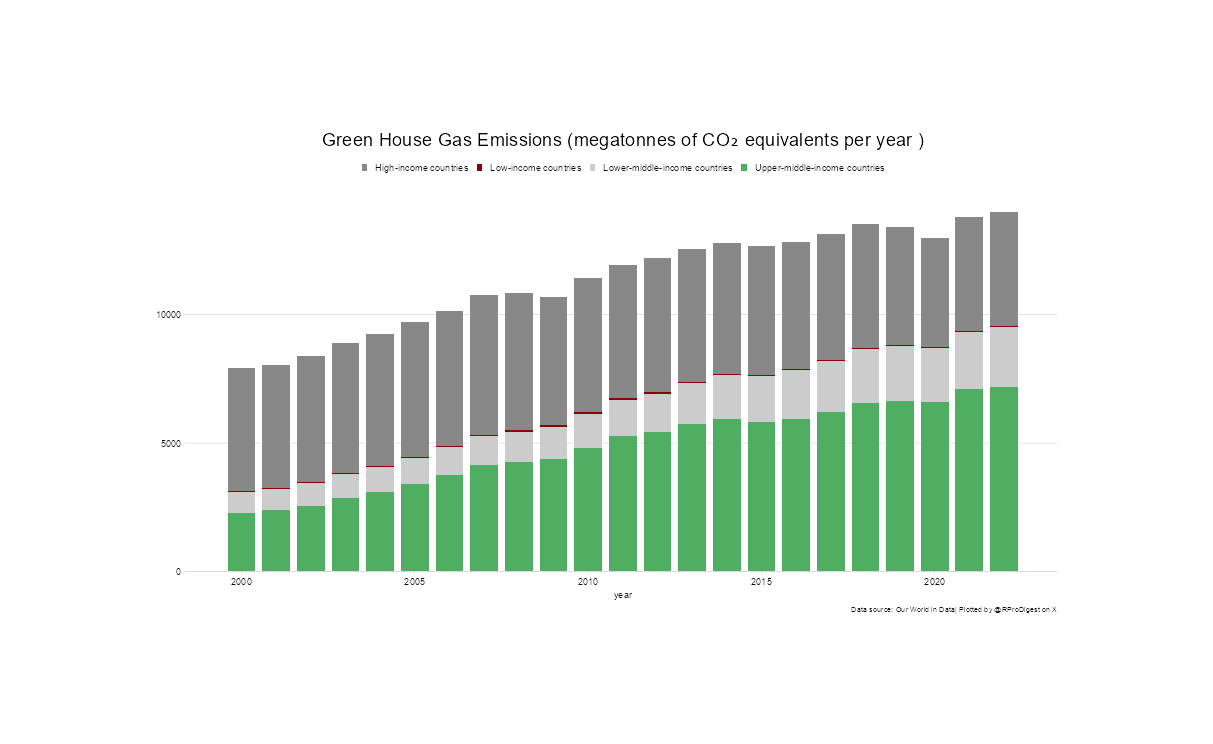 Green House Gas Emissions (megatonnes of CO₂ equivalents per year )
High-income countries Low-income countries Lower-middle-income countries Upper-middle-income countries
10000
5000
0
2000 2005 2010 2015 2020
year
Data source: Our World in Data| Plotted by @RProDigest on X